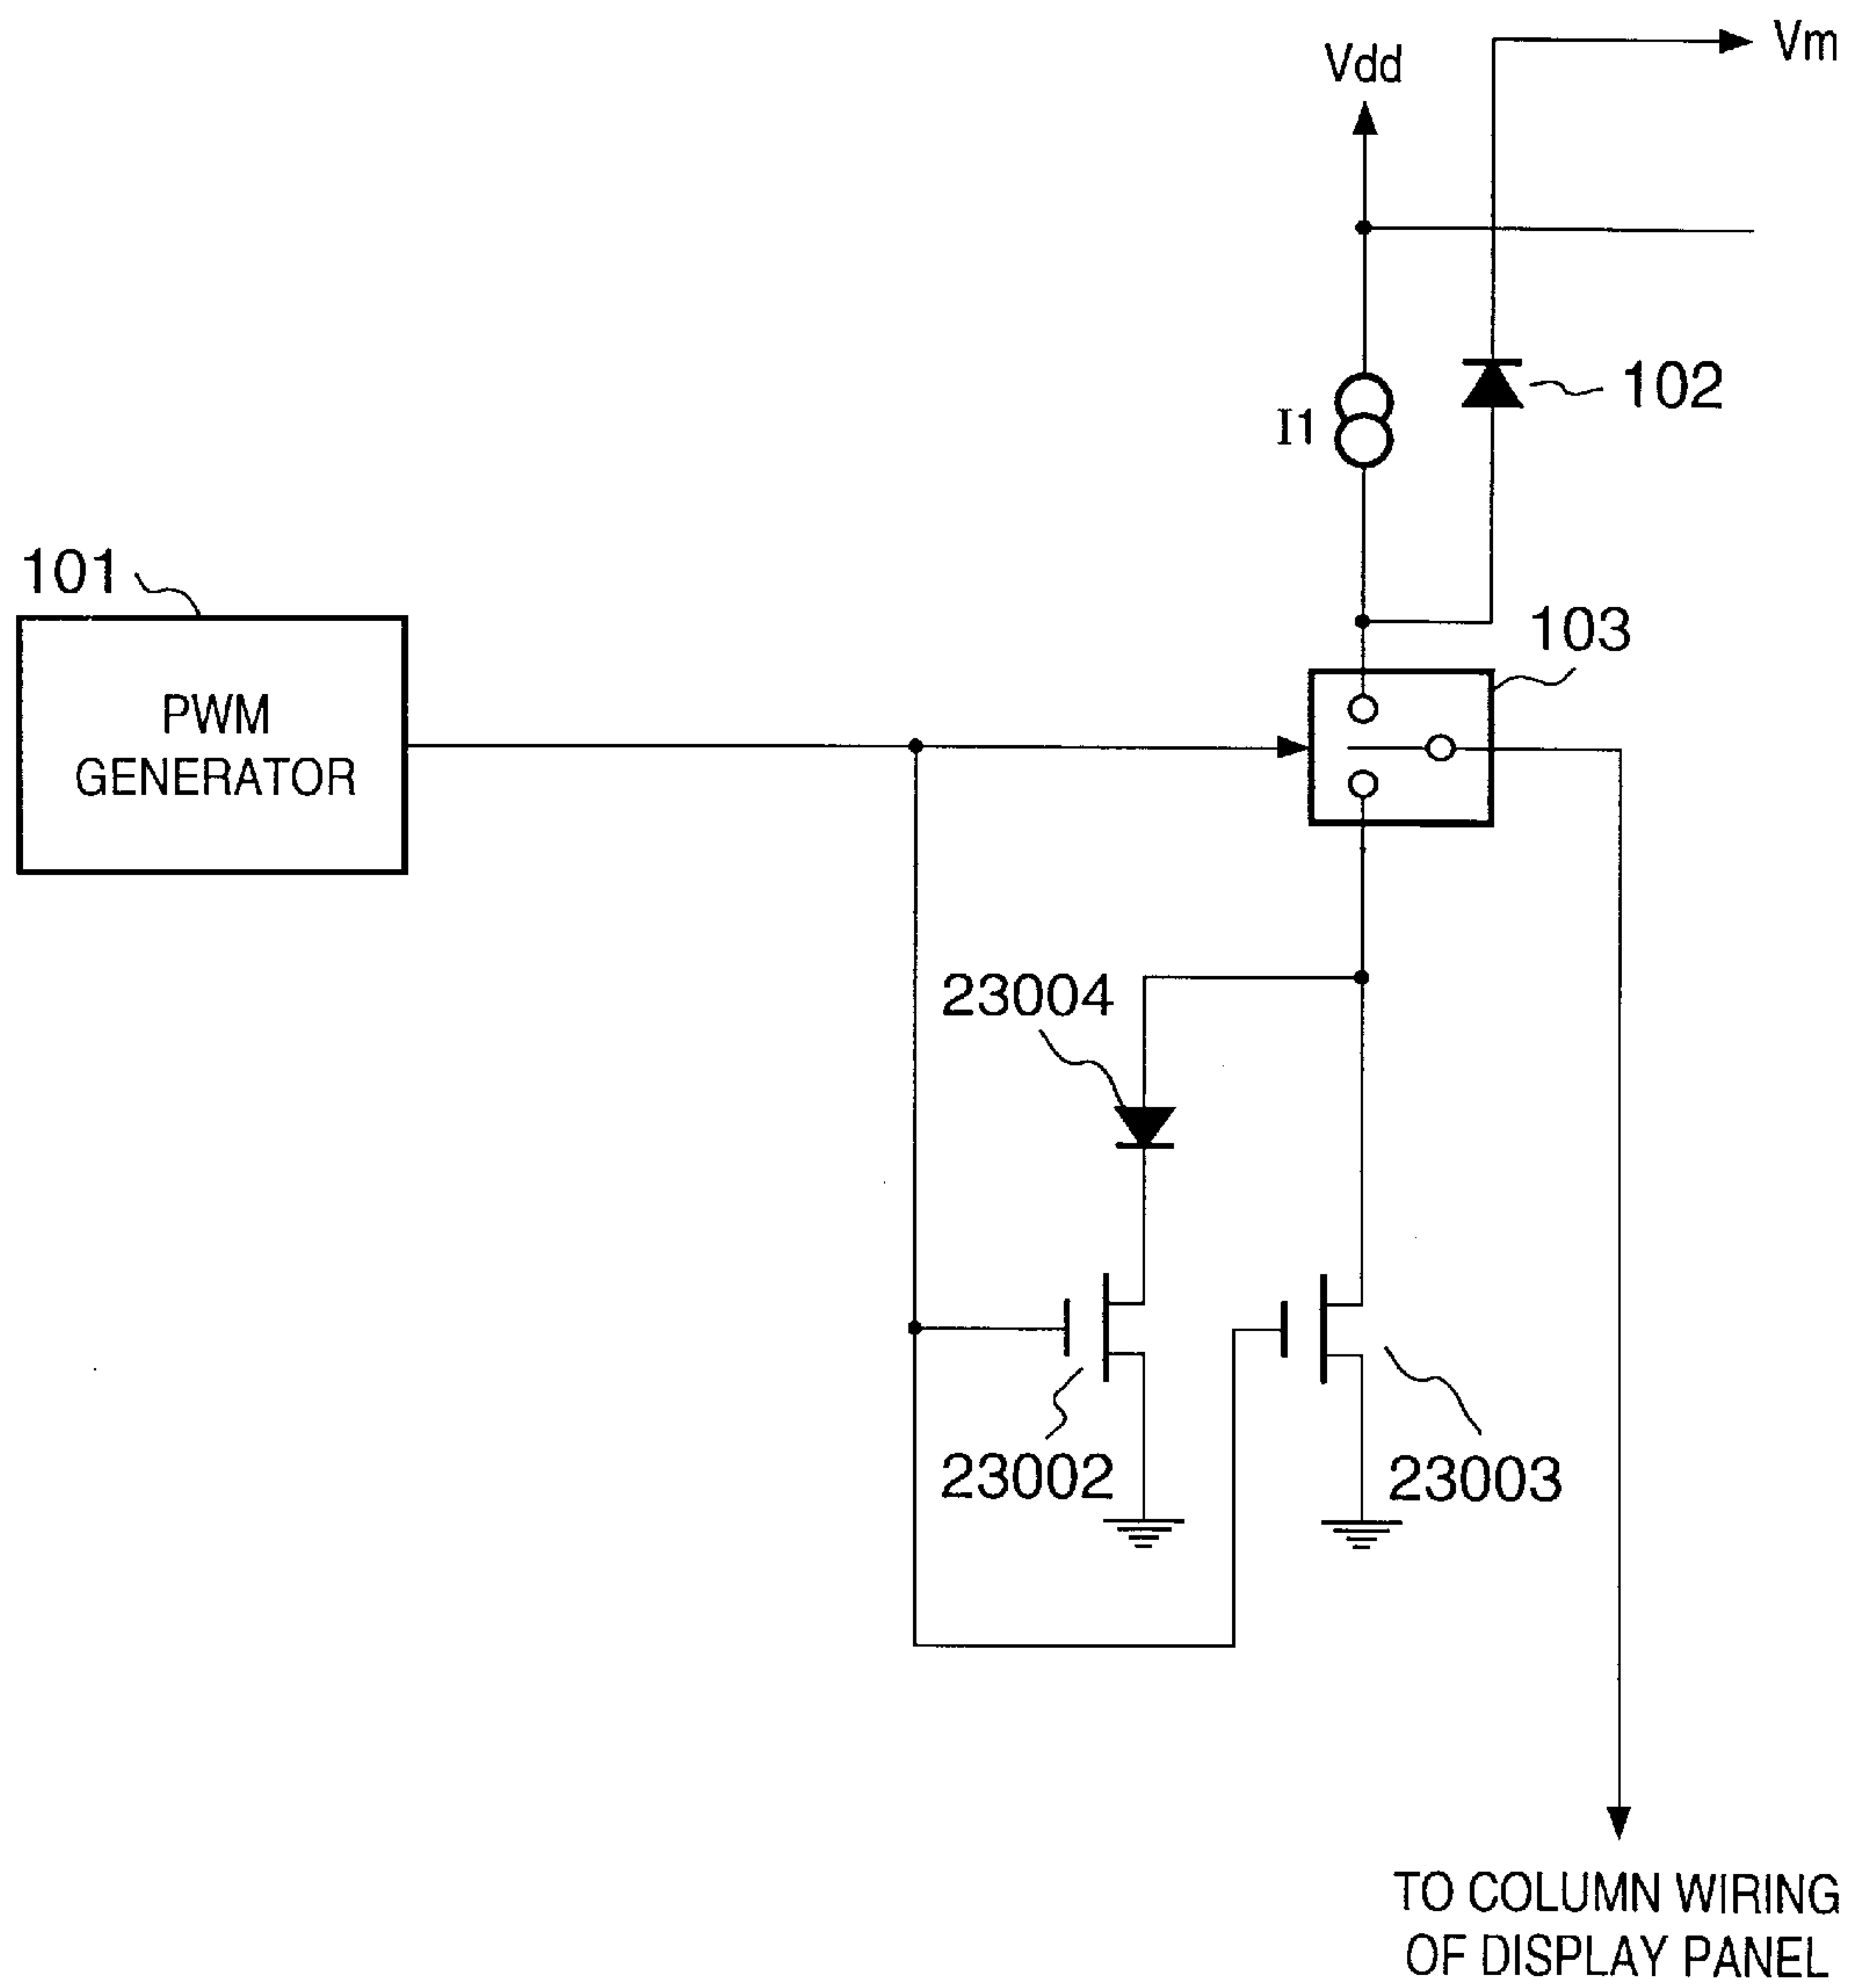 Vm
Vdd
102
I1
101
103
PWM
GENERATOR
23004
23002
23003
TO COLUMN WIRING
OF DISPLAY PANEL